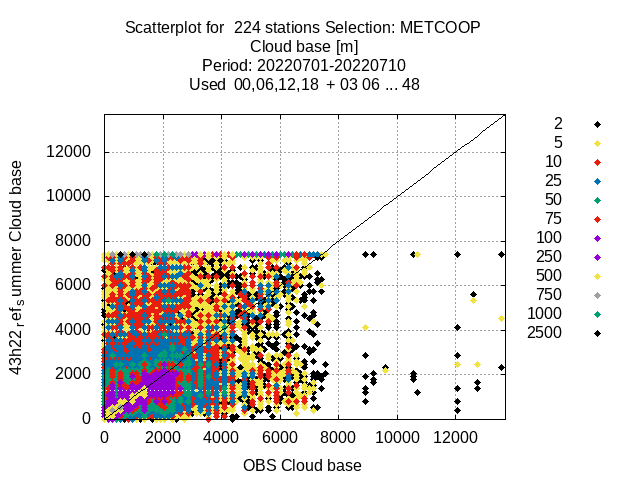 Scatterplot for 224 stations Selection: METCOOP
Cloud base [m]
Period: 20220701-20220710
Used 00,06,12,18 + 03 06 ... 48
43h22_ref_summer Cloud base
12000
10000
8000
6000
4000
2000
0
0 2000 4000 6000 8000 10000 12000
OBS Cloud base
2
5
10
25
50
75
100
250
500
750
1000
2500